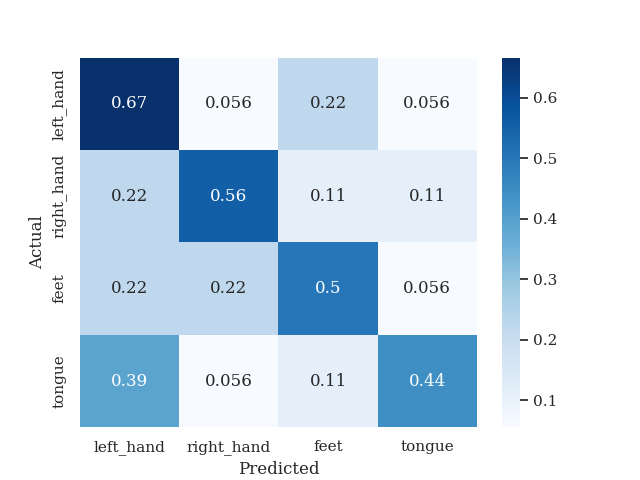 left_hand 0.67 0.056 0.22 0.056
right_hand 0.22 0.56 0.11 0.11
feet 0.22 0.22 0.5 0.056
tongue 0.39 0.056 0.11 0.44
left_hand right_hand feet tongue
Predicted
Actual
0.6
0.5
0.4
0.3
0.2
0.1